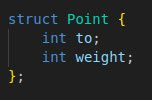 struct Point {
    int to;
    int weight;
};